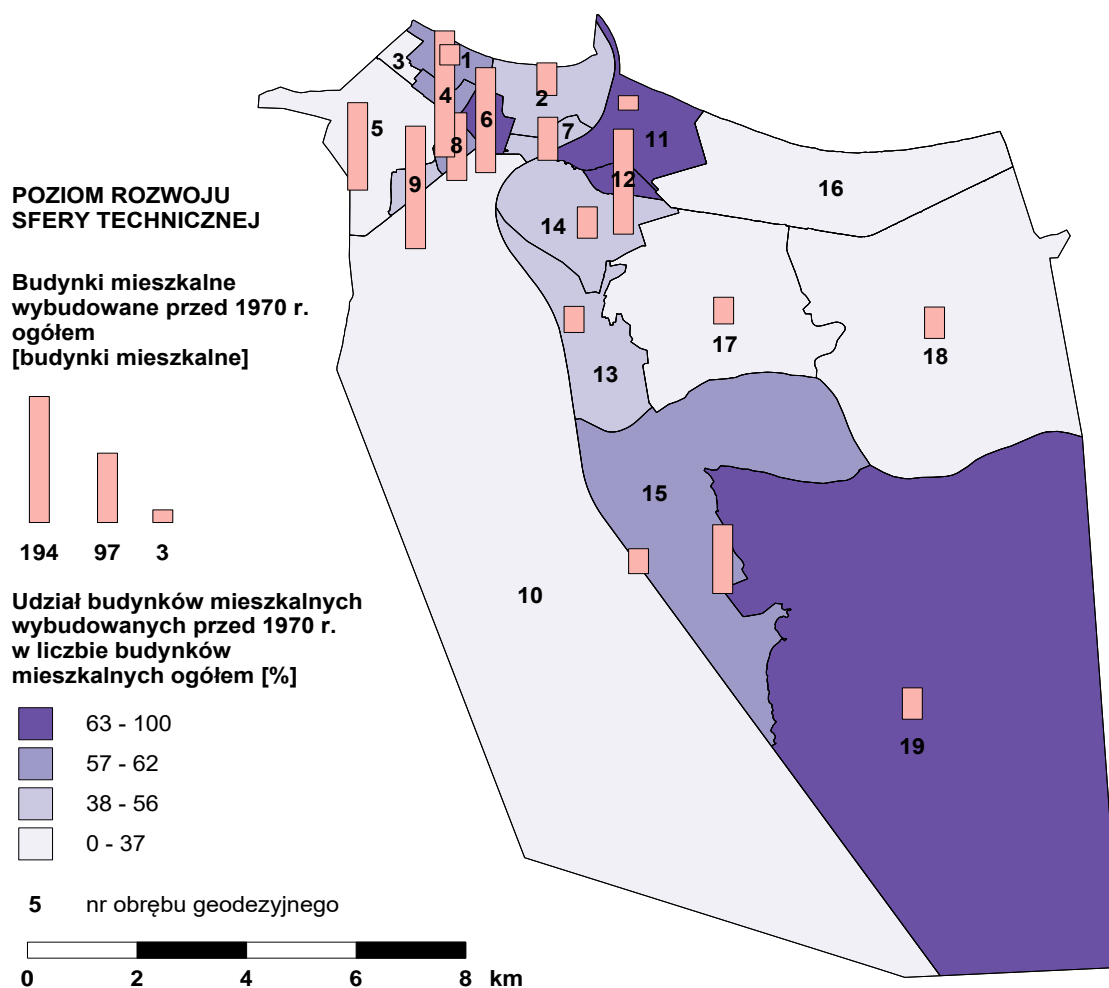 POZIOM ROZWOJU
SFERY TECHNICZNEJ
Budynki mieszkalne
wybudowane przed 1970 r.
ogółem
[budynki mieszkalne]
194 97 3
Udział budynków mieszkalnych
wybudowanych przed 1970 r.
w liczbie budynków
mieszkalnych ogółem [%]
63 - 100
57 - 62
38 - 56
0 - 37
5 nr obrębu geodezyjnego
0 2 4 6 8 km
1
3
4
2
5
6
7
8
11
9
12
16
14
17
18
13
15
10
19